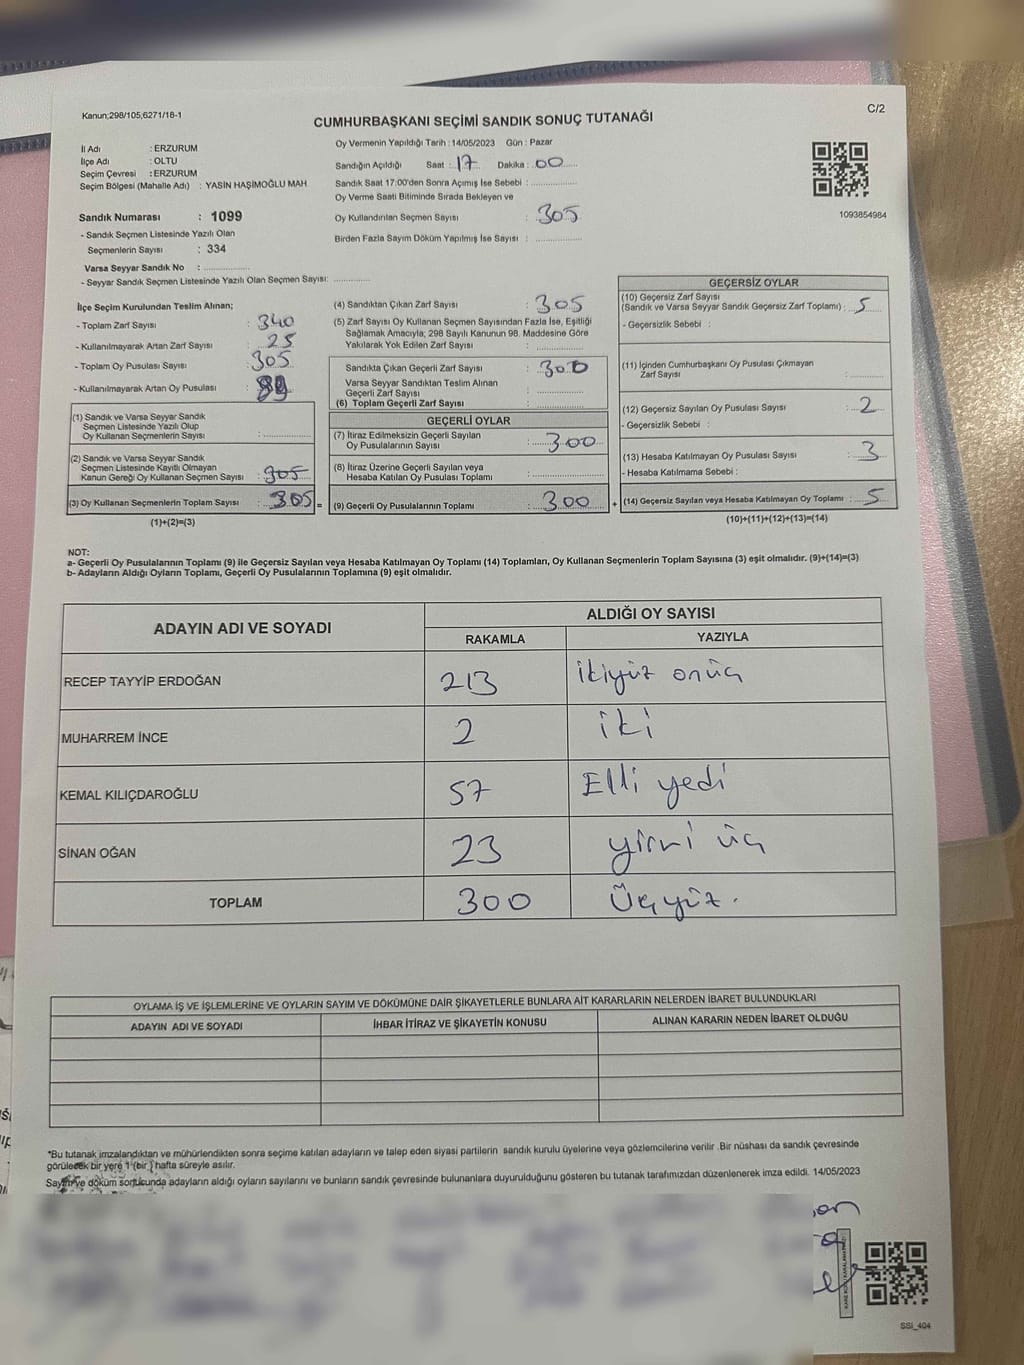 Kanun;298/105,6271/18-1
C/2
CUMHURBAŞKANI SEÇİMİ SANDIK SONUÇ TUTANAĞI
İl Adı : ERZURUM
İlçe Adı : OLTU
Seçim Çevresi : ERZURUM
Seçim Bölgesi (Mahalle Adı) : YASİN HAŞİMOĞLU MAH
Sandık Numarası : 1099
- Sandık Seçmen Listesinde Yazılı Olan
Seçmenlerin Sayısı : 334
Varsa Seyyar Sandık No : ..............
- Seyyar Sandık Seçmen Listesinde Yazılı Olan Seçmen Sayısı: ............
Oy Vermenin Yapıldığı Tarih : 14/05/2023 Gün : Pazar
Sandığın Açıldığı Saat : 17 Dakika : 00
Sandık Saat 17:00'den Sonra Açımış İse Sebebi : ..............
Oy Verme Saati Bitiminde Sırada Bekleyen ve
Oy Kullandırılan Seçmen Sayısı : 305
Birden Fazla Sayım Döküm Yapılmış İse Sayısı : ..............
1093854984
İlçe Seçim Kurulundan Teslim Alınan;
- Toplam Zarf Sayısı : 340
- Kullanılmayarak Artan Zarf Sayısı : 25
- Toplam Oy Pusulası Sayısı : 305
- Kullanılmayarak Artan Oy Pusulası :
(1) Sandık ve Varsa Seyyar Sandık
Seçmen Listesinde Yazılı Olup
Oy Kullanan Seçmenlerin Sayısı : ..............
(2) Sandık ve Varsa Seyyar Sandık
Seçmen Listesinde Kayıtlı Olmayan
Kanun Gereği Oy Kullanan Seçmen Sayısı : 305
(3) Oy Kullanan Seçmenlerin Toplam Sayısı : 305 =
(1)+(2)=(3)
(4) Sandıktan Çıkan Zarf Sayısı : 305
(5) Zarf Sayısı Oy Kullanan Seçmen Sayısından Fazla İse, Eşitliği
Sağlamak Amacıyla; 298 Sayılı Kanunun 98. Maddesine Göre
Yakılarak Yok Edilen Zarf Sayısı : ..............
Sandıkta Çıkan Geçerli Zarf Sayısı : 300
Varsa Seyyar Sandıktan Teslim Alınan
Geçerli Zarf Sayısı : ..............
(6) Toplam Geçerli Zarf Sayısı : ..............
GEÇERLİ OYLAR
(7) İtiraz Edilmeksizin Geçerli Sayılan
Oy Pusulalarının Sayısı : 300
(8) İtiraz Üzerine Geçerli Sayılan veya
Hesaba Katılan Oy Pusulası Toplamı : ..............
(9) Geçerli Oy Pusulalarının Toplamı : 300 +
GEÇERSİZ OYLAR
(10) Geçersiz Zarf Sayısı
(Sandık ve Varsa Seyyar Sandık Geçersiz Zarf Toplamı) : 5
- Geçersizlik Sebebi :
(11) İçinden Cumhurbaşkanı Oy Pusulası Çıkmayan
Zarf Sayısı : ............
(12) Geçersiz Sayılan Oy Pusulası Sayısı : 2
- Geçersizlik Sebebi :
(13) Hesaba Katılmayan Oy Pusulası Sayısı : 3
- Hesaba Katılmama Sebebi :
(14) Geçersiz Sayılan veya Hesaba Katılmayan Oy Toplamı : 5
(10)+(11)+(12)+(13)=(14)
NOT:
a- Geçerli Oy Pusulalarının Toplamı (9) ile Geçersiz Sayılan veya Hesaba Katılmayan Oy Toplamı (14) Toplamları, Oy Kullanan Seçmenlerin Toplam Sayısına (3) eşit olmalıdır. (9)+(14)=(3)
b- Adayların Aldığı Oyların Toplamı, Geçerli Oy Pusulalarının Toplamına (9) eşit olmalıdır.
ADAYIN ADI VE SOYADI
ALDIĞI OY SAYISI
RAKAMLA YAZIYLA
RECEP TAYYİP ERDOĞAN 213 ikiyüz onüç
MUHARREM İNCE 2 iki
KEMAL KILIÇDAROĞLU 57 Elli yedi
SİNAN OĞAN 23 yirmi üç
TOPLAM 300 Üçyüz.
OYLAMA İŞ VE İŞLEMLERİNE VE OYLARIN SAYIM VE DÖKÜMÜNE DAİR ŞİKAYETLERLE BUNLARA AİT KARARLARIN NELERDEN İBARET BULUNDUKLARI
ADAYIN ADI VE SOYADI İHBAR İTİRAZ VE ŞİKAYETİN KONUSU ALINAN KARARIN NEDEN İBARET OLDUĞU
*Bu tutanak imzalandıktan ve mühürlendikten sonra seçime katılan adayların ve talep eden siyasi partilerin sandık kurulu üyelerine veya gözlemcilerine verilir .Bir nüshası da sandık çevresinde
görülecek bir yere 1 (bir ) hafta süreyle asılır.
Sayım ve döküm sonucunda adayların aldığı oyların sayılarını ve bunların sandık çevresinde bulunanlara duyurulduğunu gösteren bu tutanak tarafımızdan düzenlenerek imza edildi. 14/05/2023
SSİ_404